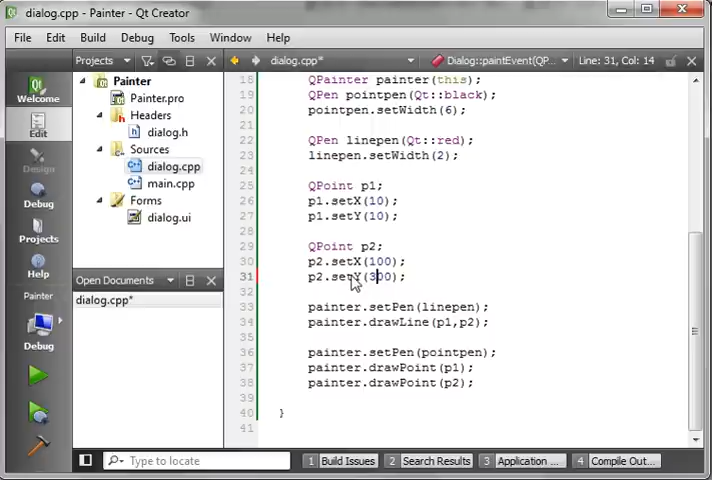 dialog.cpp - Painter - Qt Creator
File Edit Build Debug Tools Window Help
Projects dialog.cpp* Dialog::paintEvent(QP... Line: 31, Col: 14
Welcome
Edit
Design
Debug
Projects
Help
Painter
Debug
Painter
Painter.pro
Headers
dialog.h
Sources
dialog.cpp
main.cpp
Forms
dialog.ui
Open Documents
dialog.cpp*
18 QPainter painter(this);
19 QPen pointpen(Qt::black);
20 pointpen.setWidth(6);
21
22 QPen linepen(Qt::red);
23 linepen.setWidth(2);
24
25 QPoint p1;
26 p1.setX(10);
27 p1.setY(10);
28
29 QPoint p2;
30 p2.setX(100);
31 p2.setY(300);
32
33 painter.setPen(linepen);
34 painter.drawLine(p1,p2);
35
36 painter.setPen(pointpen);
37 painter.drawPoint(p1);
38 painter.drawPoint(p2);
39
40 }
41
Type to locate 1 Build Issues 2 Search Results 3 Application ... 4 Compile Out...